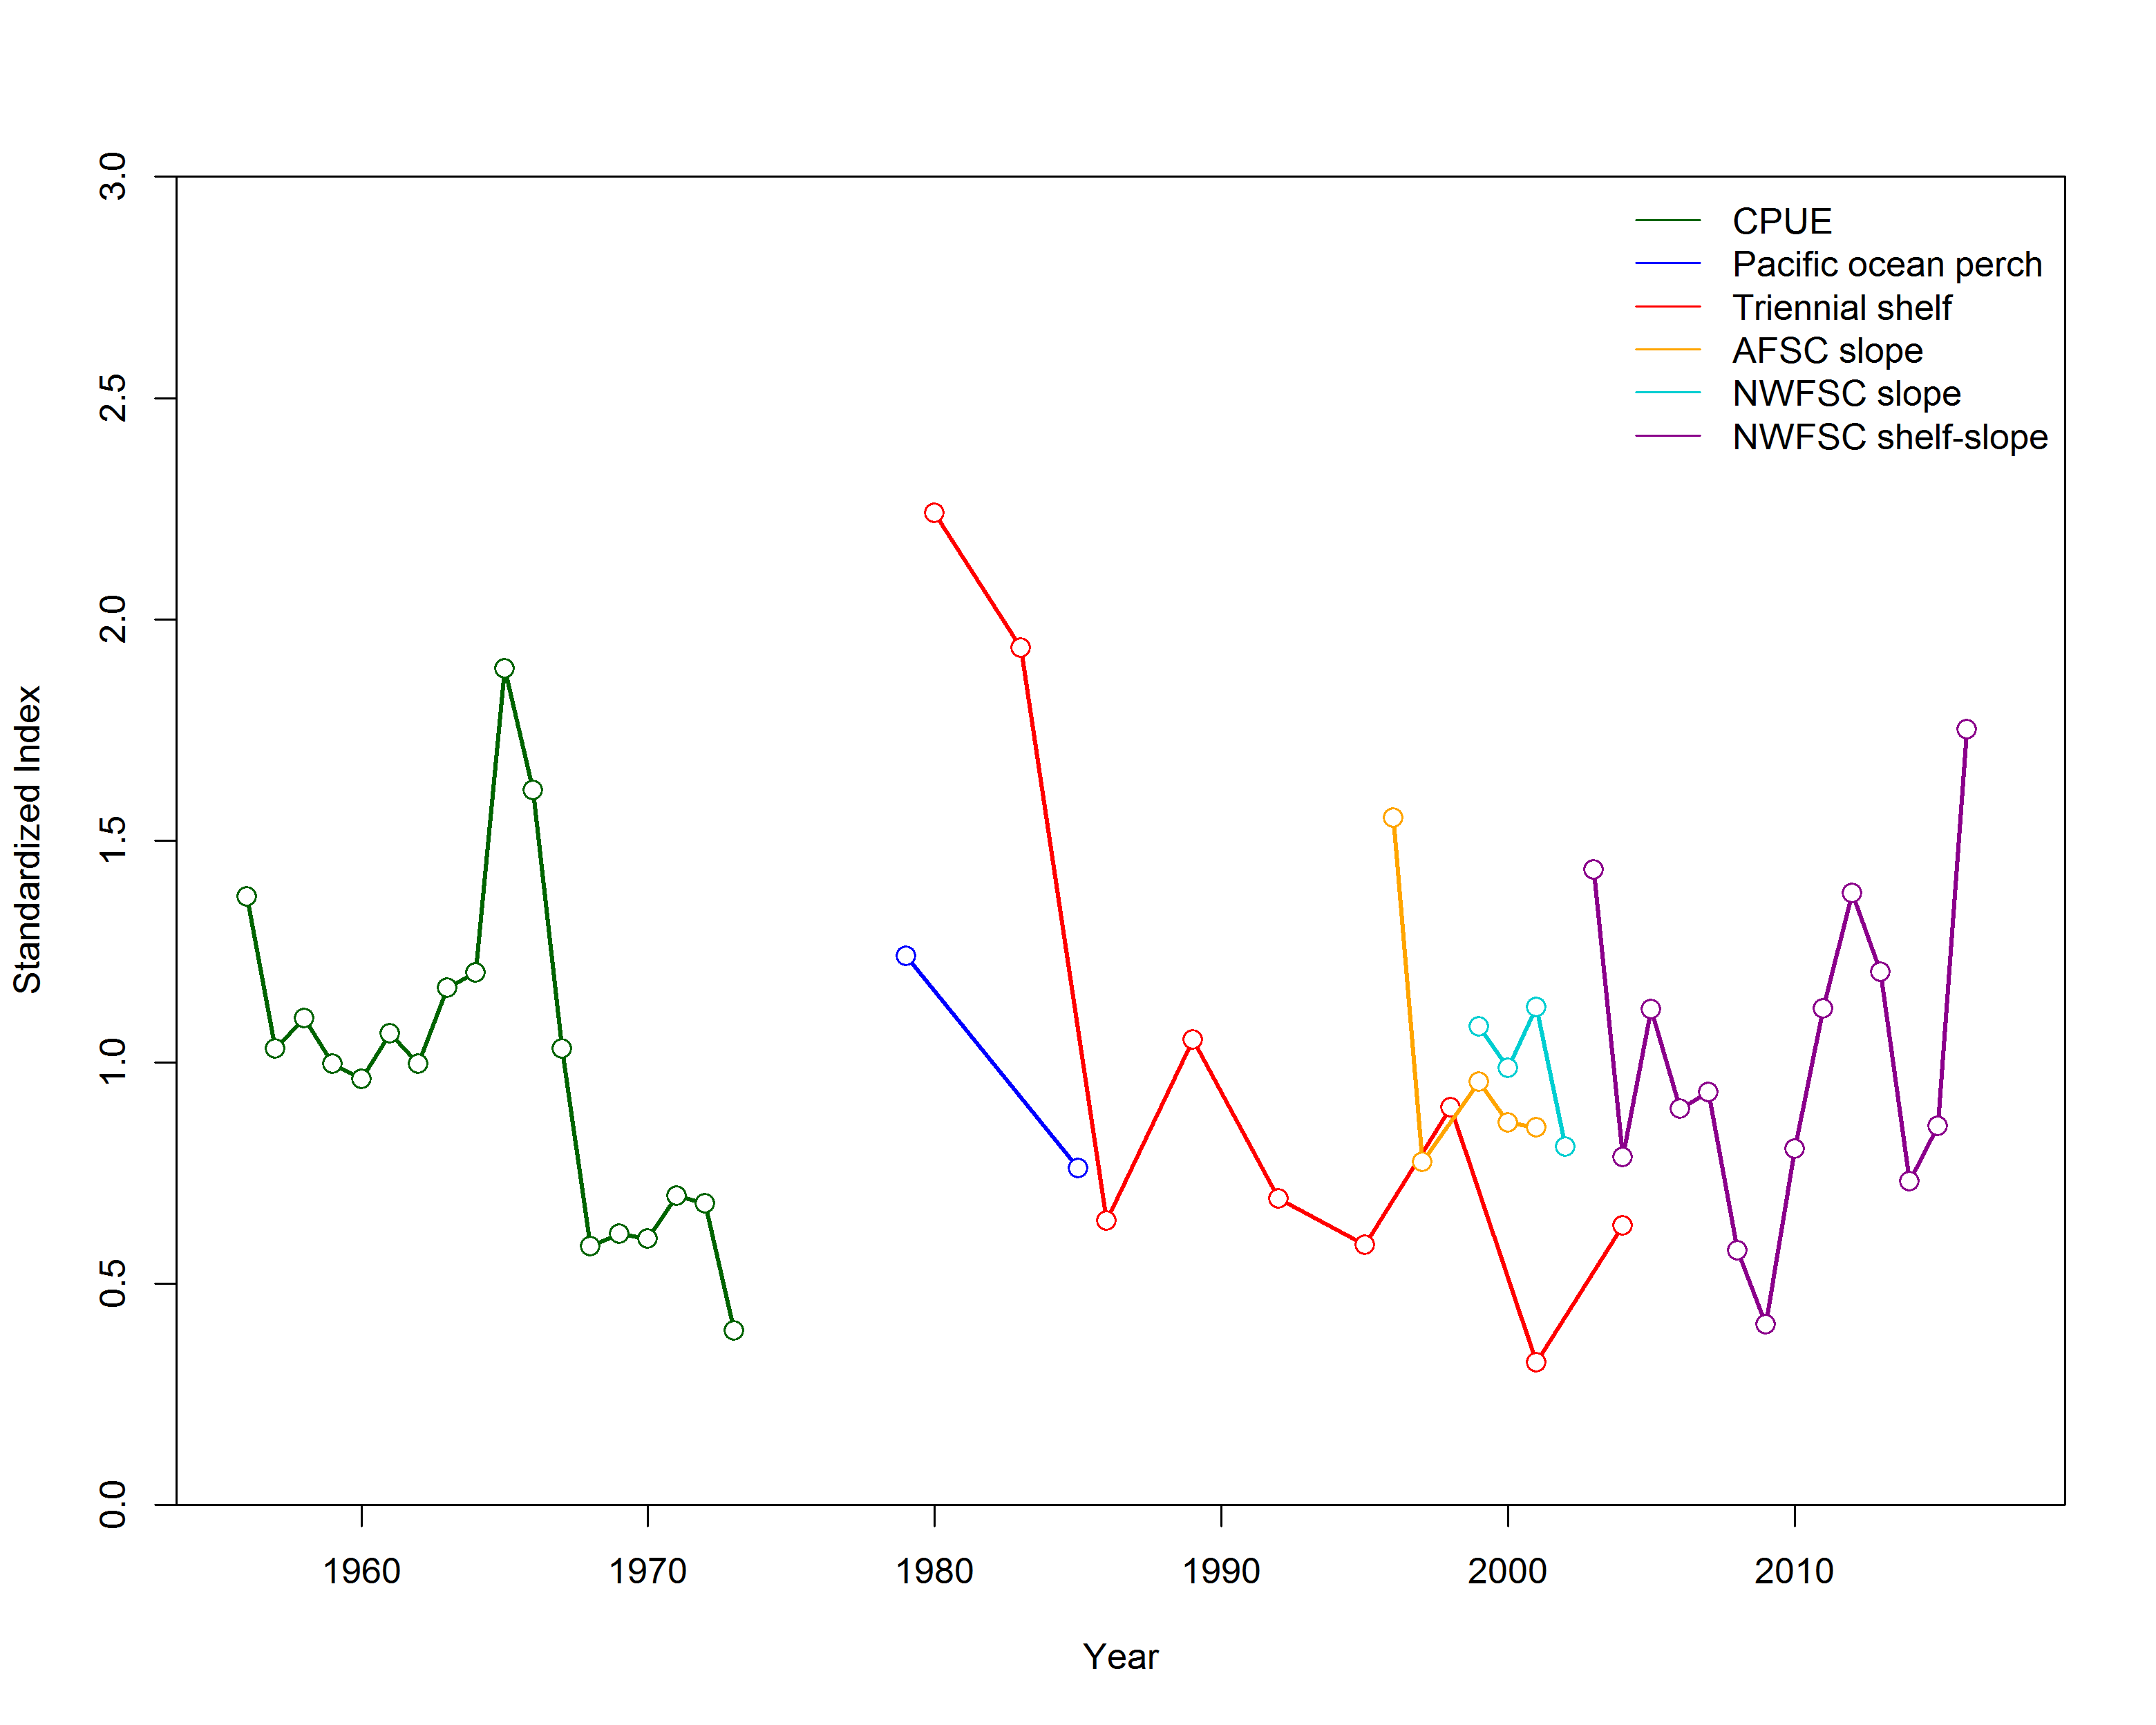 3.0
2.5
2.0
1.5
1.0
0.5
0.0
Standardized Index
CPUE
Pacific ocean perch
Triennial shelf
AFSC slope
NWFSC slope
NWFSC shelf-slope
1960 1970 1980 1990 2000 2010
Year